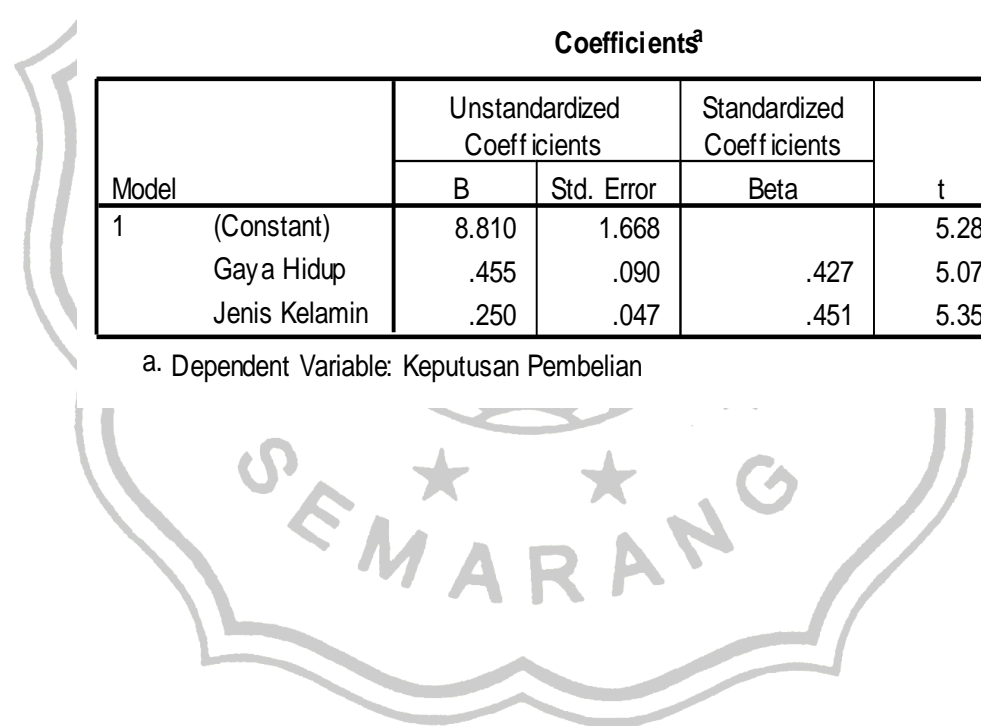 Coefficientsa
Unstandardized Coefficients Standardized Coefficients
Model B Std. Error Beta t
1 (Constant) 8.810 1.668 5.28
Gaya Hidup .455 .090 .427 5.07
Jenis Kelamin .250 .047 .451 5.35
a. Dependent Variable: Keputusan Pembelian
SEMARANG